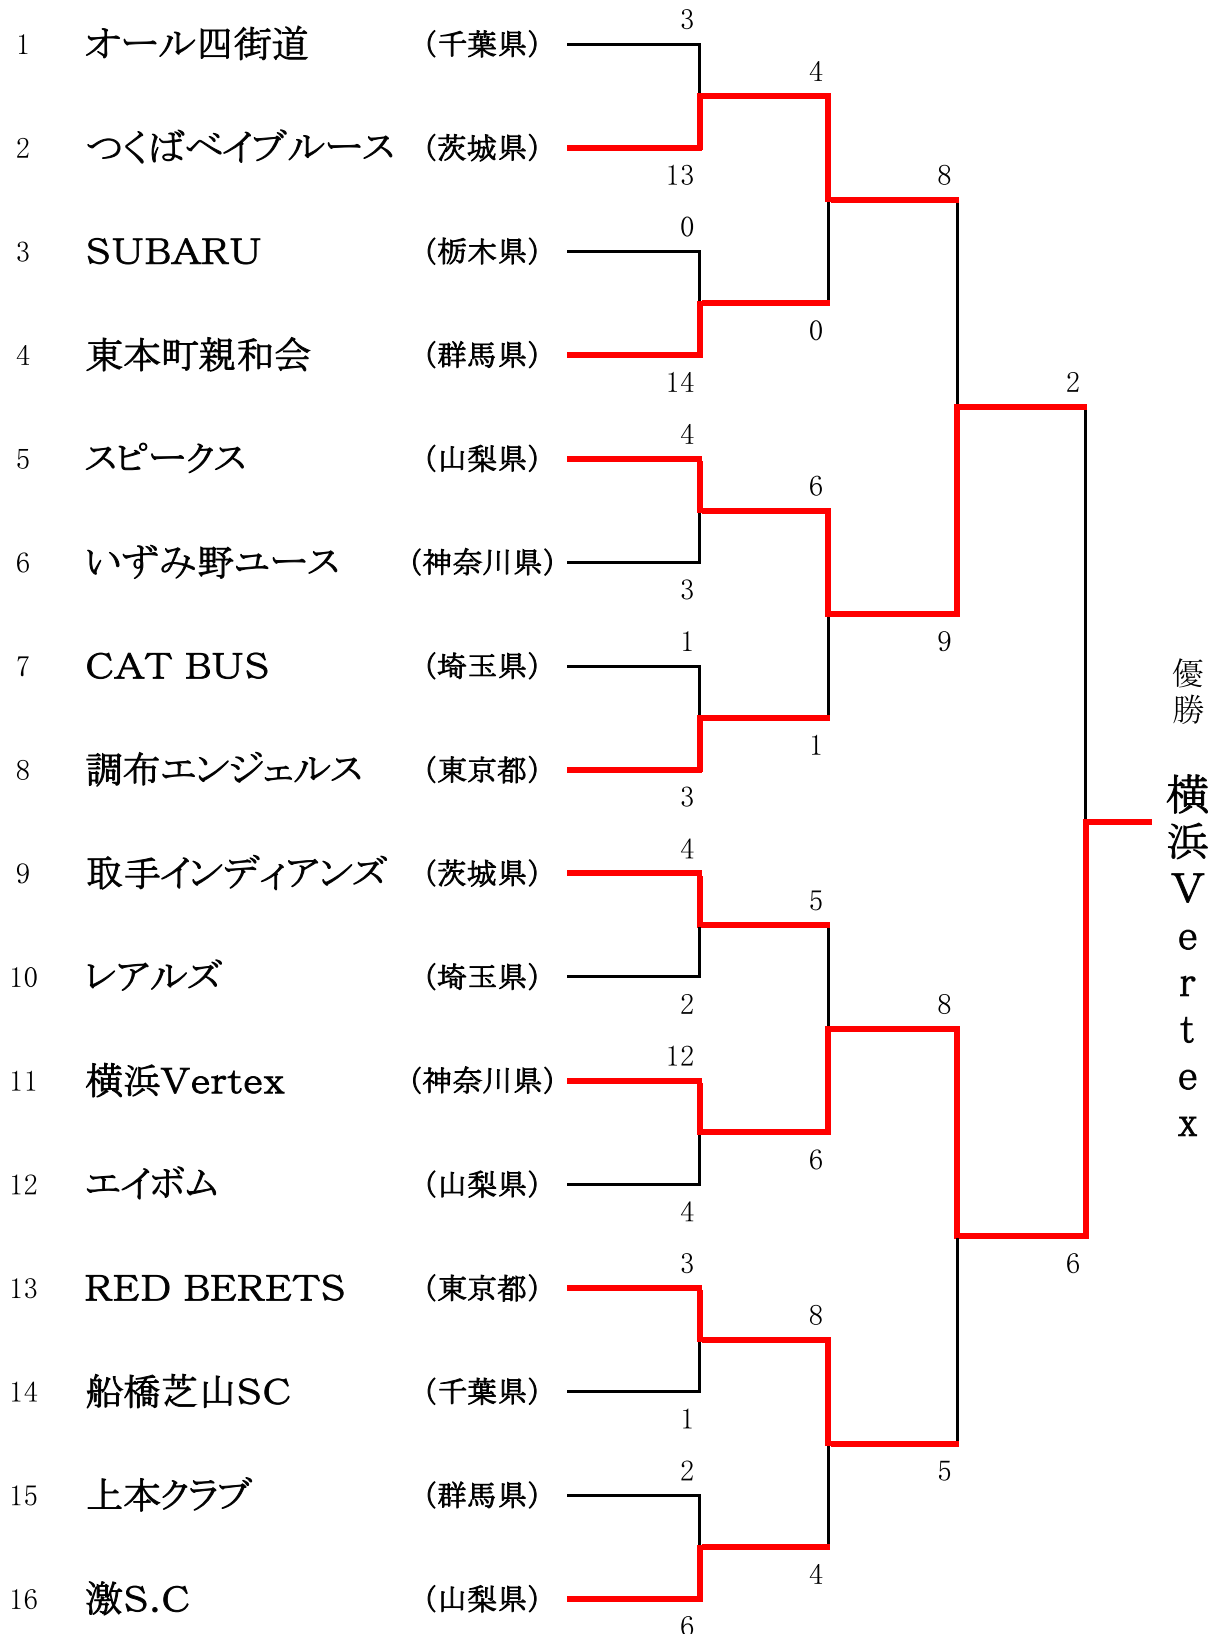 1 オール四街道 (千葉県) 3
4
2 つくばベイブルース (茨城県) 13
8
3 SUBARU (栃木県) 0
0
4 東本町親和会 (群馬県) 14
2
5 スピークス (山梨県) 4
6
6 いずみ野ユース (神奈川県) 3
9
7 CAT BUS (埼玉県) 1
1
8 調布エンジェルス (東京都) 3
9 取手インディアンズ (茨城県) 4
5
10 レアルズ (埼玉県) 2
8
11 横浜Vertex (神奈川県) 12
6
12 エイボム (山梨県) 4
6
13 RED BERETS (東京都) 3
8
14 船橋芝山SC (千葉県) 1
5
15 上本クラブ (群馬県) 2
4
16 激S.C (山梨県) 6
優勝 横浜Vertex